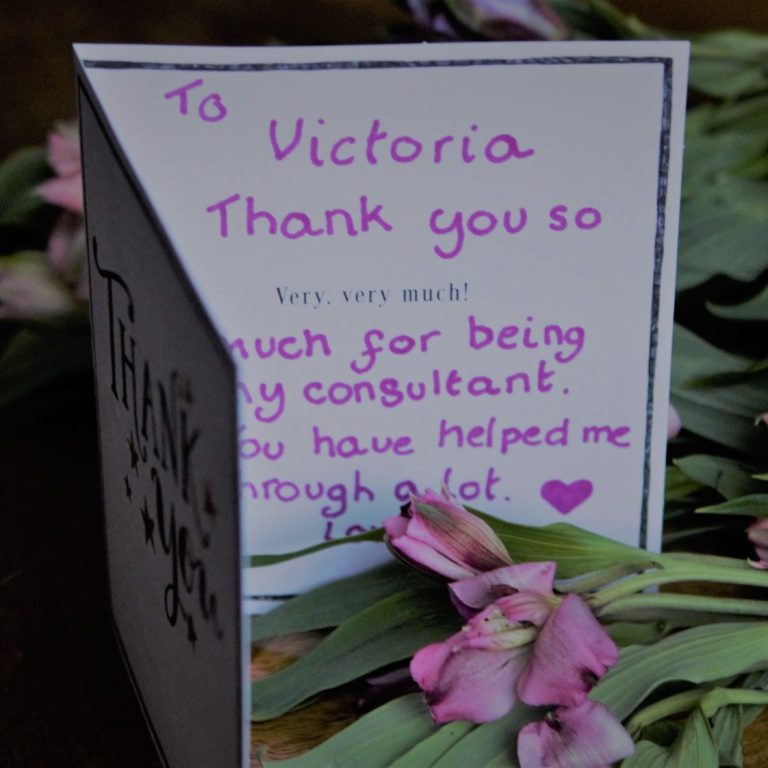 To
Victoria
Thank you so
Very, very much!
much for being
my consultant.
You have helped me
through a lot.
THANK
you